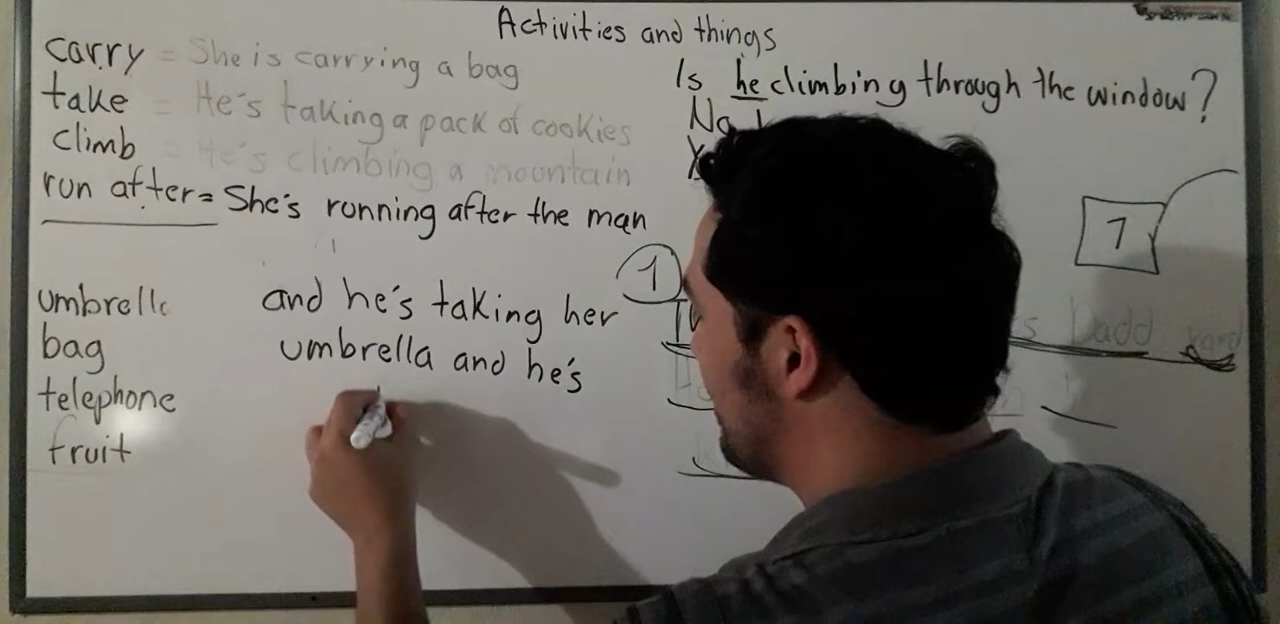 Activities and things
carry = She is carrying a bag
take = He's taking a pack of cookies
climb = He's climbing a mountain
run after = She's running after the man
and he's taking her
umbrella and he's
umbrella
bag
telephone
fruit
Is he climbing through the window?
No
1
7
Dadd